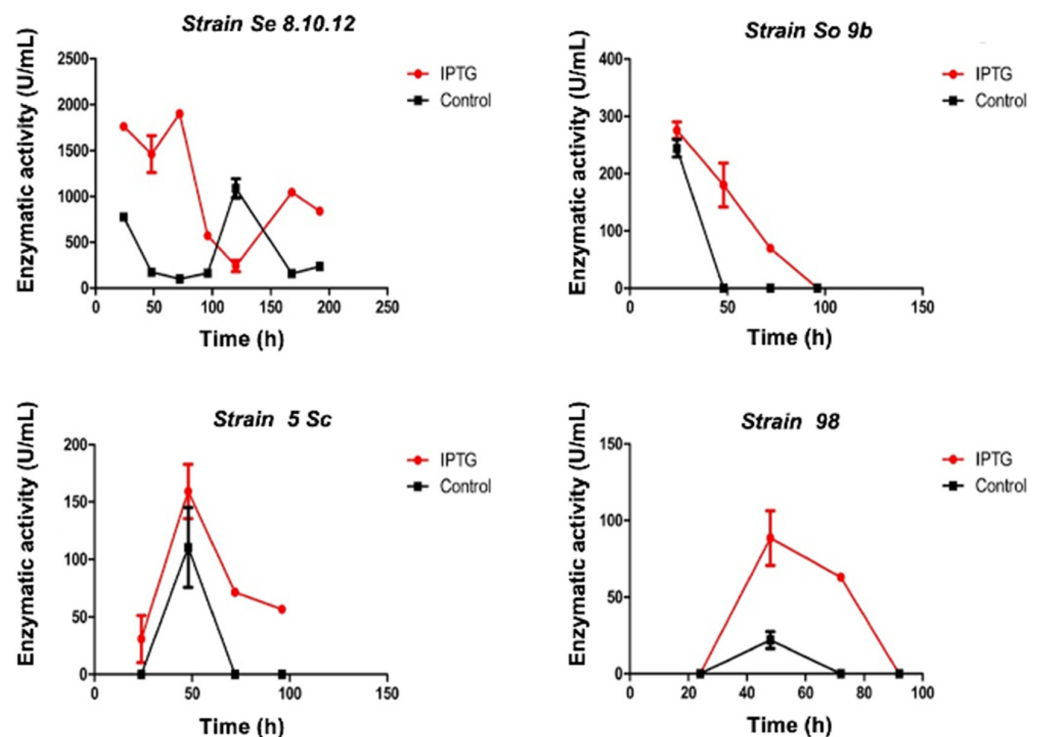 Strain Se 8.10.12
Enzymatic activity (U/mL)
2500
2000
1500
1000
500
0
0 50 100 150 200 250
Time (h)
IPTG
Control
Strain So 9b
Enzymatic activity (U/mL)
400
300
200
100
0
0 50 100 150
Time (h)
IPTG
Control
Strain 5 Sc
Enzymatic activity (U/mL)
200
150
100
50
0
0 50 100 150
Time (h)
IPTG
Control
Strain 98
Enzymatic activity (U/mL)
150
100
50
0
0 20 40 60 80 100
Time (h)
IPTG
Control